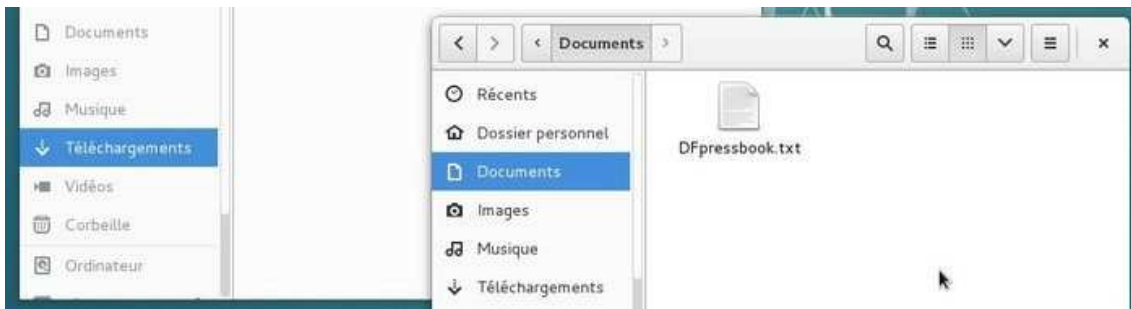 Documents
Images
Musique
Téléchargements
Vidéos
Corbeille
Ordinateur
Documents
Récents
Dossier personnel
Documents
Images
Musique
Téléchargements
DFpressbook.txt